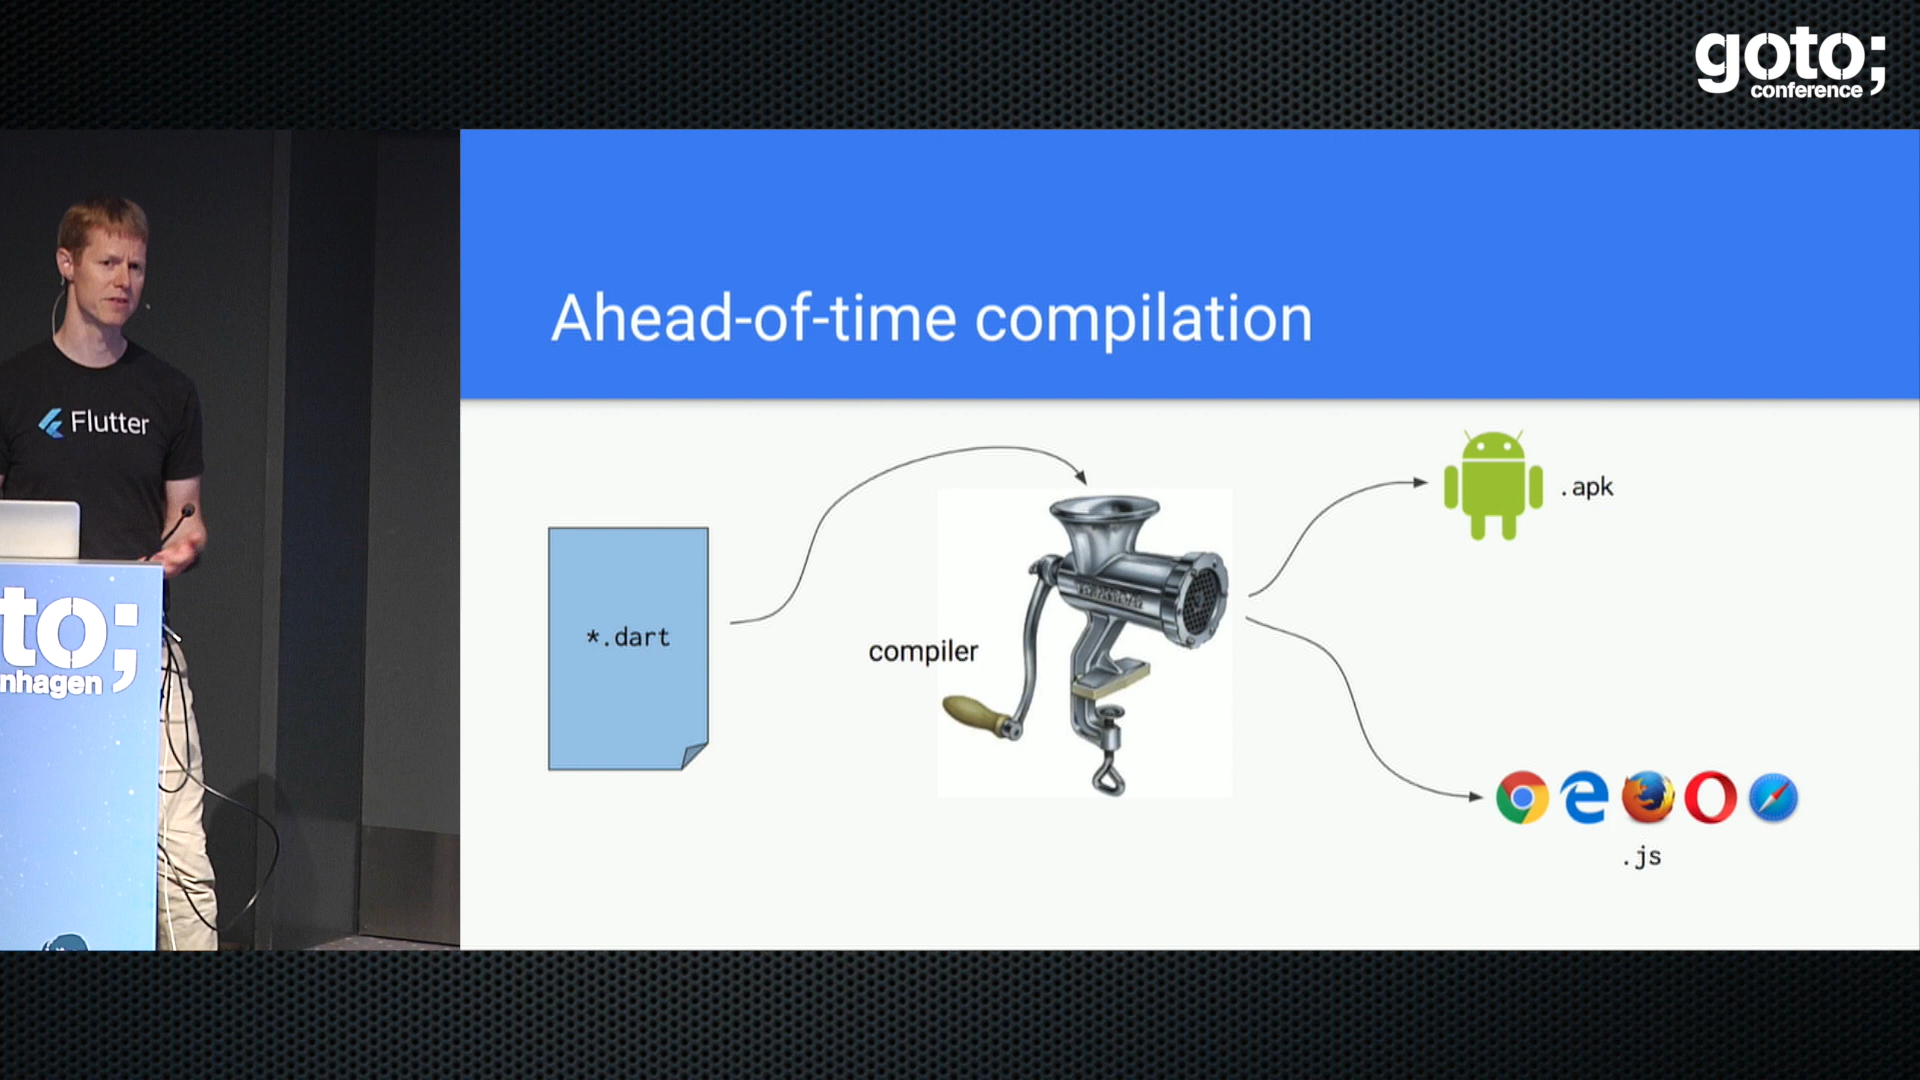 goto;
conference
Ahead-of-time compilation
Flutter
.apk
*.dart
compiler
to;
nhagen
.js